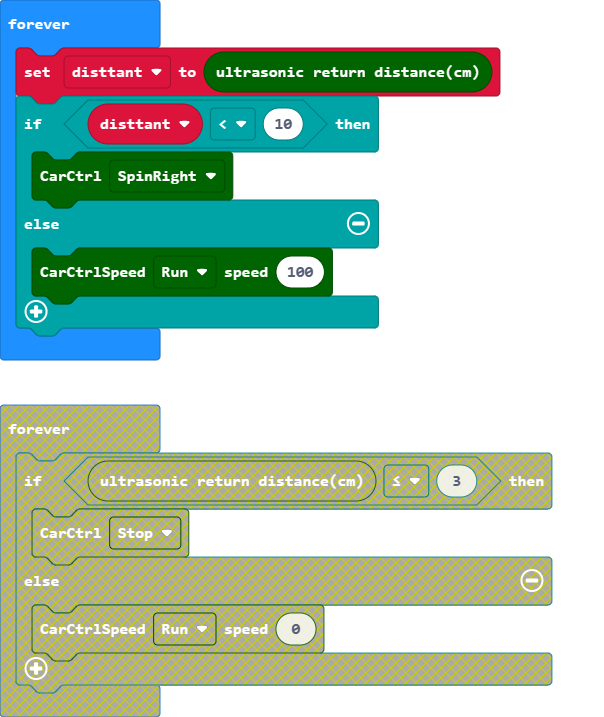 forever
set disttant to ultrasonic return distance(cm)
if disttant < 10 then
CarCtrl SpinRight
else
CarCtrlSpeed Run speed 100
forever
if ultrasonic return distance(cm) ≤ 3 then
CarCtrl Stop
else
CarCtrlSpeed Run speed 0